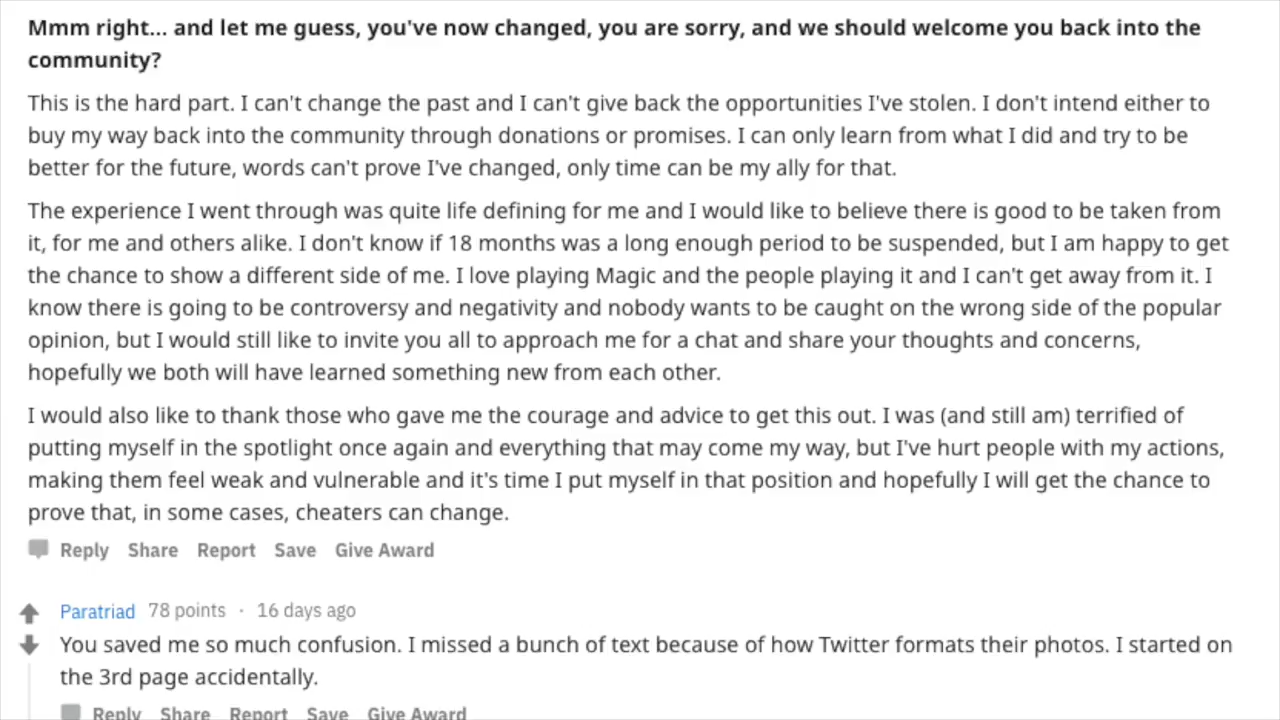 Mmm right... and let me guess, you've now changed, you are sorry, and we should welcome you back into the
community?
This is the hard part. I can't change the past and I can't give back the opportunities I've stolen. I don't intend either to
buy my way back into the community through donations or promises. I can only learn from what I did and try to be
better for the future, words can't prove I've changed, only time can be my ally for that.
The experience I went through was quite life defining for me and I would like to believe there is good to be taken from
it, for me and others alike. I don't know if 18 months was a long enough period to be suspended, but I am happy to get
the chance to show a different side of me. I love playing Magic and the people playing it and I can't get away from it. I
know there is going to be controversy and negativity and nobody wants to be caught on the wrong side of the popular
opinion, but I would still like to invite you all to approach me for a chat and share your thoughts and concerns,
hopefully we both will have learned something new from each other.
I would also like to thank those who gave me the courage and advice to get this out. I was (and still am) terrified of
putting myself in the spotlight once again and everything that may come my way, but I've hurt people with my actions,
making them feel weak and vulnerable and it's time I put myself in that position and hopefully I will get the chance to
prove that, in some cases, cheaters can change.
Reply Share Report Save Give Award
Paratriad 78 points · 16 days ago
You saved me so much confusion. I missed a bunch of text because of how Twitter formats their photos. I started on
the 3rd page accidentally.
Reply Share Report Save Give Award